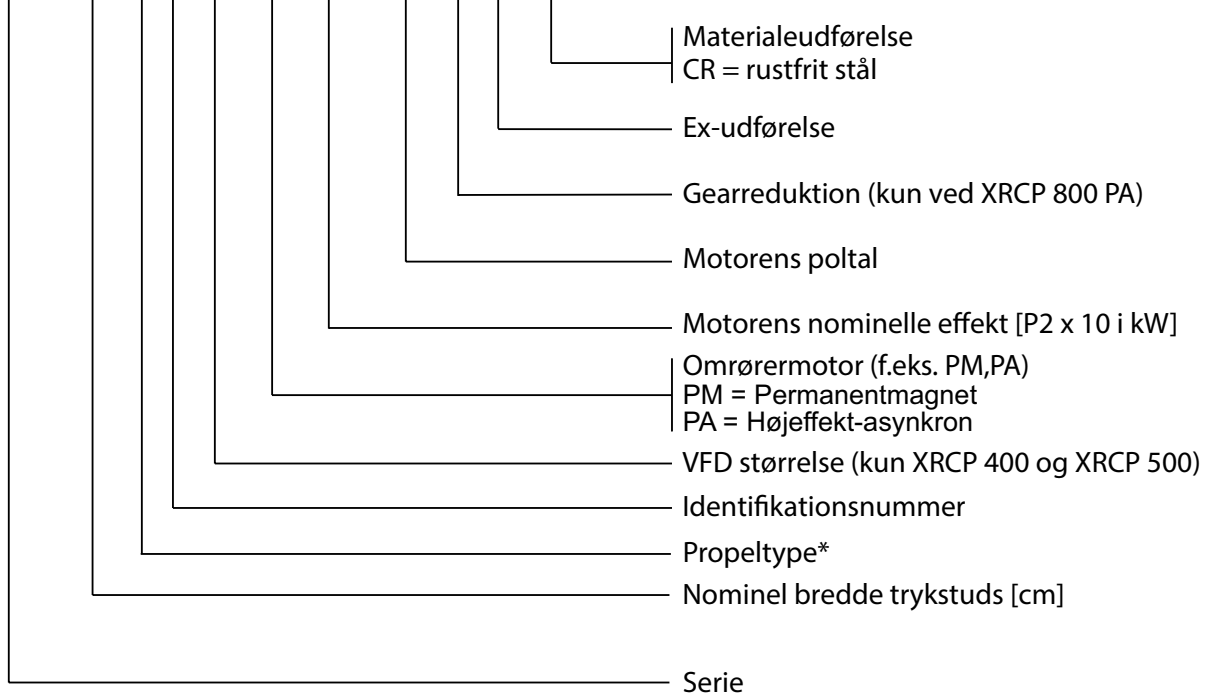 Materialeudførelse
CR = rustfrit stål
Ex-udførelse
Gearreduktion (kun ved XRCP 800 PA)
Motorens poltal
Motorens nominelle effekt [P2 x 10 i kW]
Omrørermotor (f.eks. PM,PA)
PM = Permanentmagnet
PA = Højeffekt-asynkron
VFD størrelse (kun XRCP 400 og XRCP 500)
Identifikationsnummer
Propeltype*
Nominel bredde trykstuds [cm]
Serie